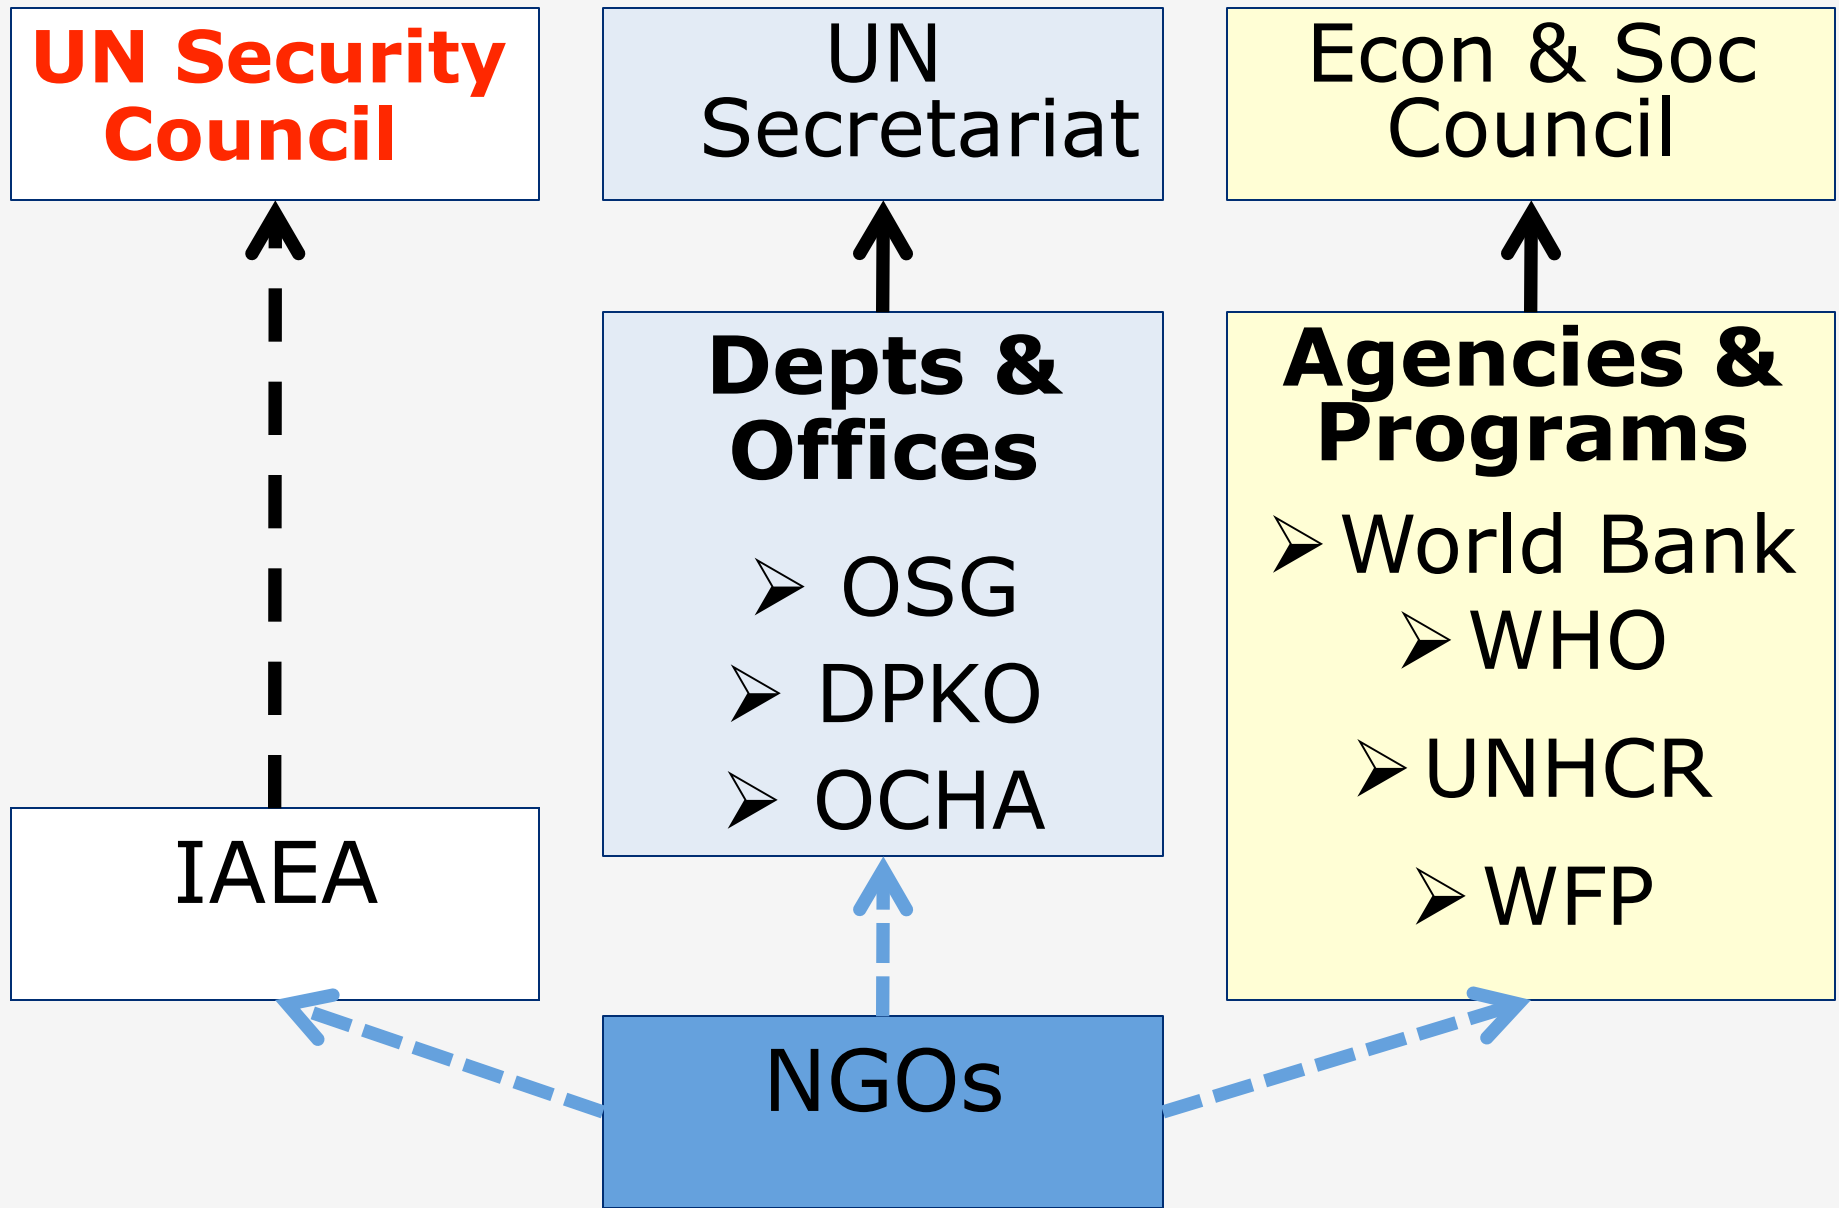 UN Security
Council
UN
Secretariat
Econ & Soc
Council
Depts &
Offices
➢ OSG
➢ DPKO
➢ OCHA
Agencies &
Programs
➢ World Bank
➢ WHO
➢ UNHCR
➢ WFP
IAEA
NGOs